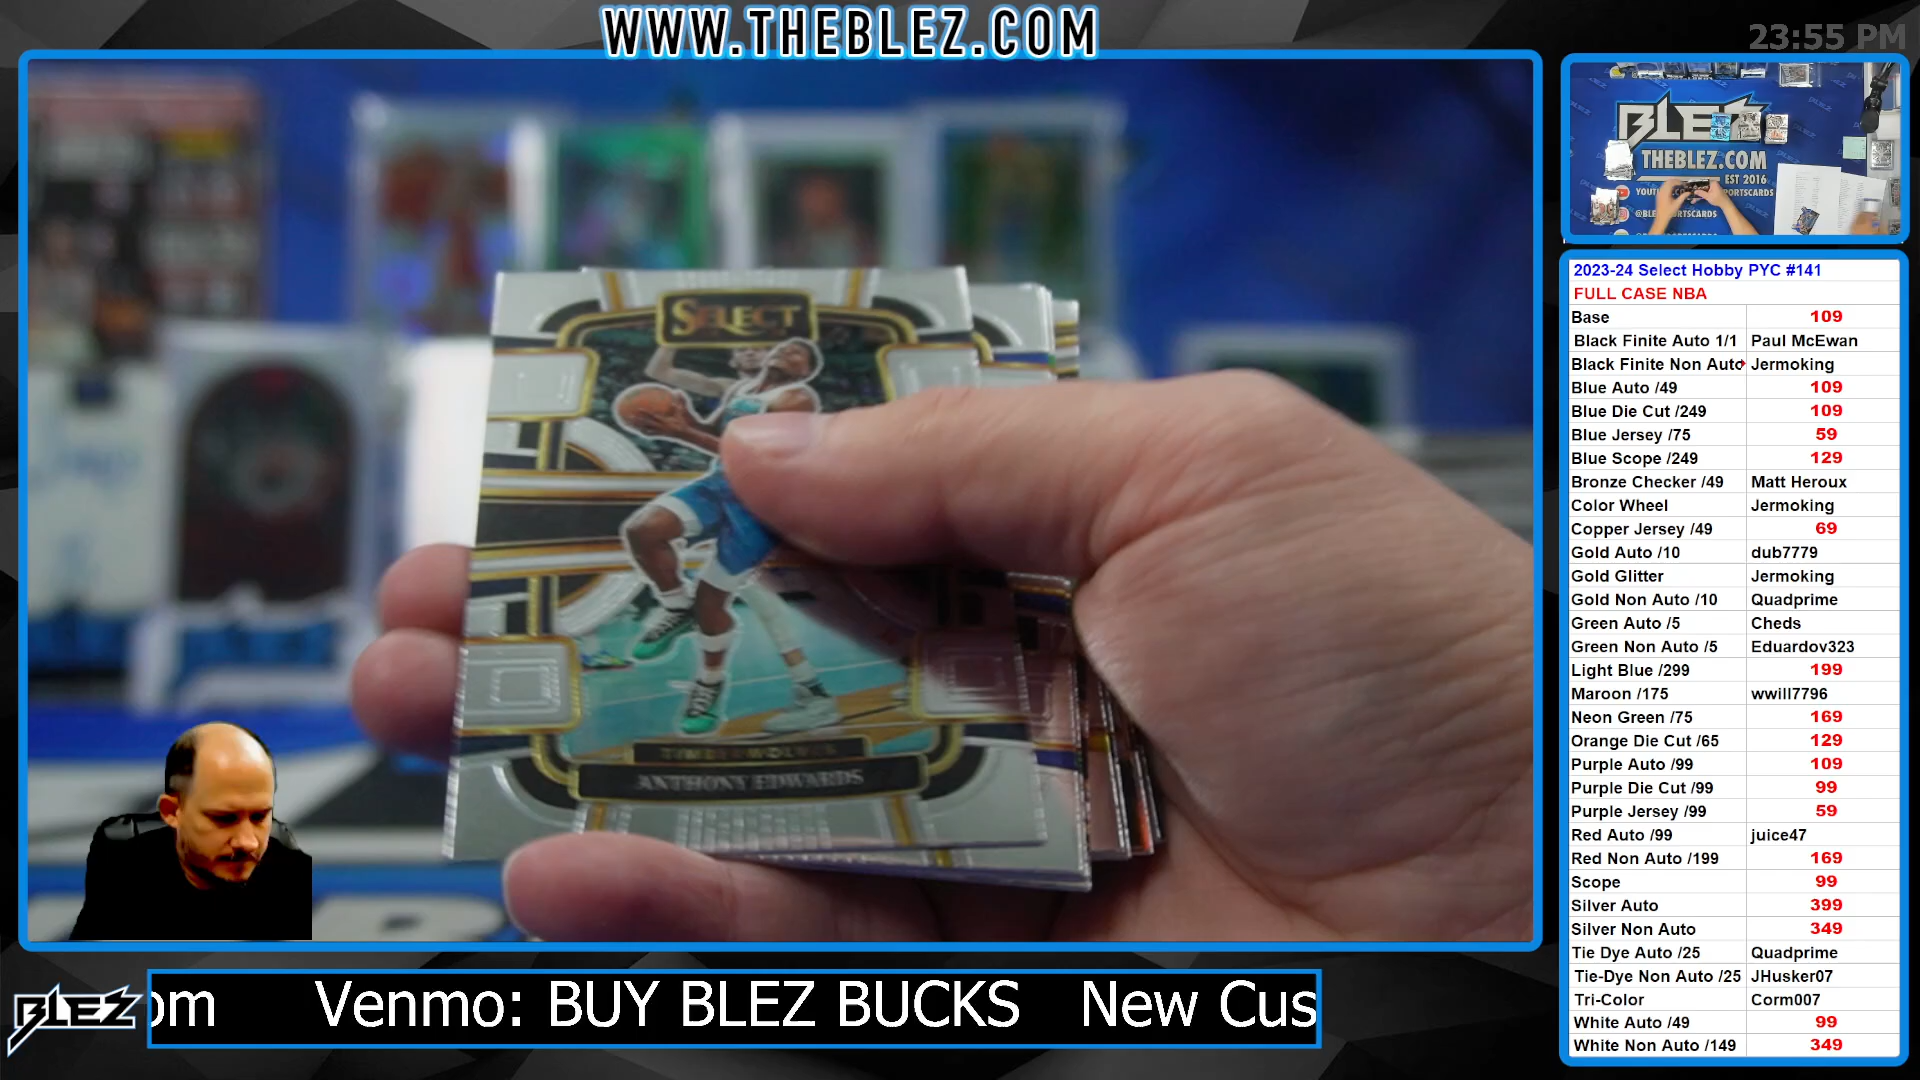 WWW.THEBLEZ.COM
23:55 PM
BLEZ
THEBLEZ.COM
EST 2016
SELECT
TIMBERWOLVES
ANTHONY EDWARDS
2023-24 Select Hobby PYC #141
FULL CASE NBA
Base 109
Black Finite Auto 1/1 Paul McEwan
Black Finite Non Auto Jermoking
Blue Auto /49 109
Blue Die Cut /249 109
Blue Jersey /75 59
Blue Scope /249 129
Bronze Checker /49 Matt Heroux
Color Wheel Jermoking
Copper Jersey /49 69
Gold Auto /10 dub7779
Gold Glitter Jermoking
Gold Non Auto /10 Quadprime
Green Auto /5 Cheds
Green Non Auto /5 Eduardov323
Light Blue /299 199
Maroon /175 wwill7796
Neon Green /75 169
Orange Die Cut /65 129
Purple Auto /99 109
Purple Die Cut /99 99
Purple Jersey /99 59
Red Auto /99 juice47
Red Non Auto /199 169
Scope 99
Silver Auto 399
Silver Non Auto 349
Tie Dye Auto /25 Quadprime
Tie-Dye Non Auto /25 JHusker07
Tri-Color Corm007
White Auto /49 99
White Non Auto /149 349
BLEZ
om Venmo: BUY BLEZ BUCKS New Cus